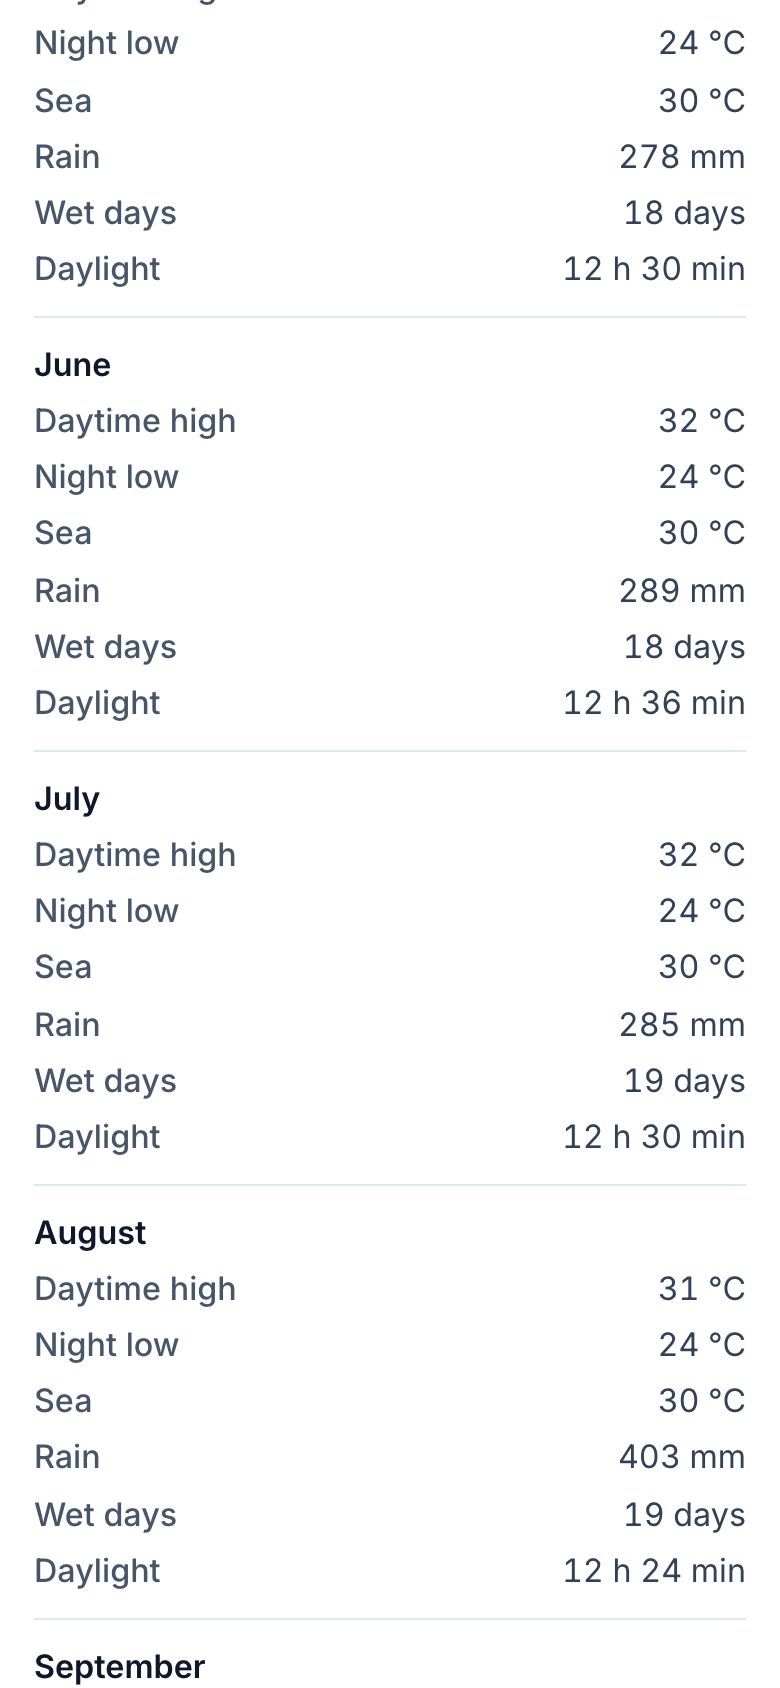 Night low 24 °C
Sea 30 °C
Rain 278 mm
Wet days 18 days
Daylight 12 h 30 min
June
Daytime high 32 °C
Night low 24 °C
Sea 30 °C
Rain 289 mm
Wet days 18 days
Daylight 12 h 36 min
July
Daytime high 32 °C
Night low 24 °C
Sea 30 °C
Rain 285 mm
Wet days 19 days
Daylight 12 h 30 min
August
Daytime high 31 °C
Night low 24 °C
Sea 30 °C
Rain 403 mm
Wet days 19 days
Daylight 12 h 24 min
September